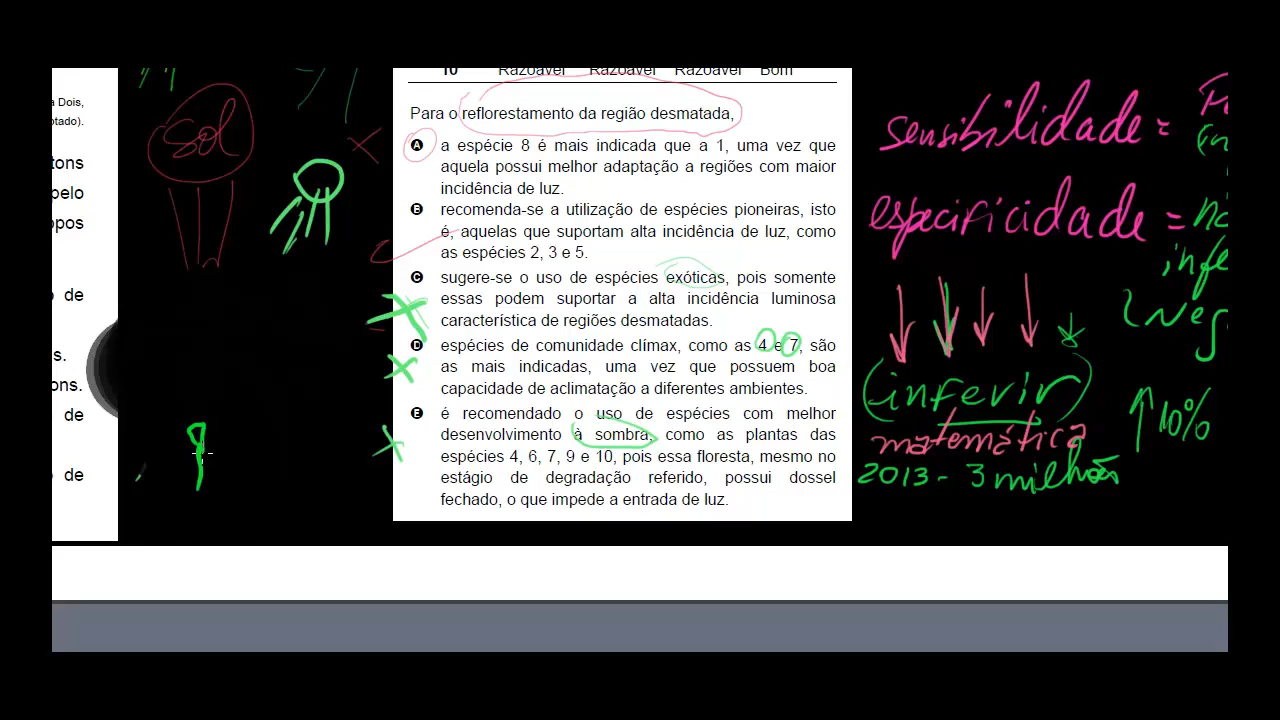 10 Razoável Razoável Razoável Bom
a Dois,
otado).
tons
pelo
opos
o de
s.
ons.
de
o de
sol
Para o reflorestamento da região desmatada,
A a espécie 8 é mais indicada que a 1, uma vez que
aquela possui melhor adaptação a regiões com maior
incidência de luz.
B recomenda-se a utilização de espécies pioneiras, isto
é, aquelas que suportam alta incidência de luz, como
as espécies 2, 3 e 5.
C sugere-se o uso de espécies exóticas, pois somente
essas podem suportar a alta incidência luminosa
característica de regiões desmatadas.
D espécies de comunidade clímax, como as 4 e 7, são
as mais indicadas, uma vez que possuem boa
capacidade de aclimatação a diferentes ambientes.
E é recomendado o uso de espécies com melhor
desenvolvimento à sombra, como as plantas das
espécies 4, 6, 7, 9 e 10, pois essa floresta, mesmo no
estágio de degradação referido, possui dossel
fechado, o que impede a entrada de luz.
sensibilidade =
especificidade = nã
infe
(Neg
(inferir)
↑ 10%
matemática
2013 - 3 milhões